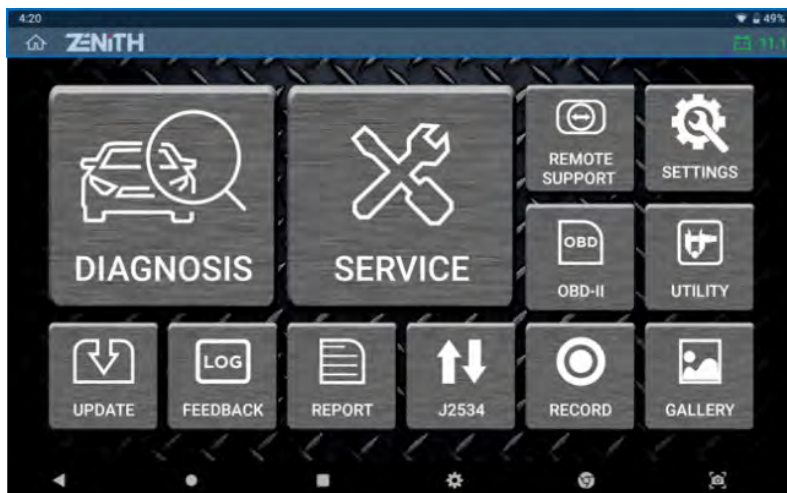 4:20
49%
ZENITH
11.1
DIAGNOSIS
SERVICE
REMOTE
SUPPORT
SETTINGS
OBD
OBD-II
UTILITY
UPDATE
LOG
FEEDBACK
REPORT
J2534
RECORD
GALLERY